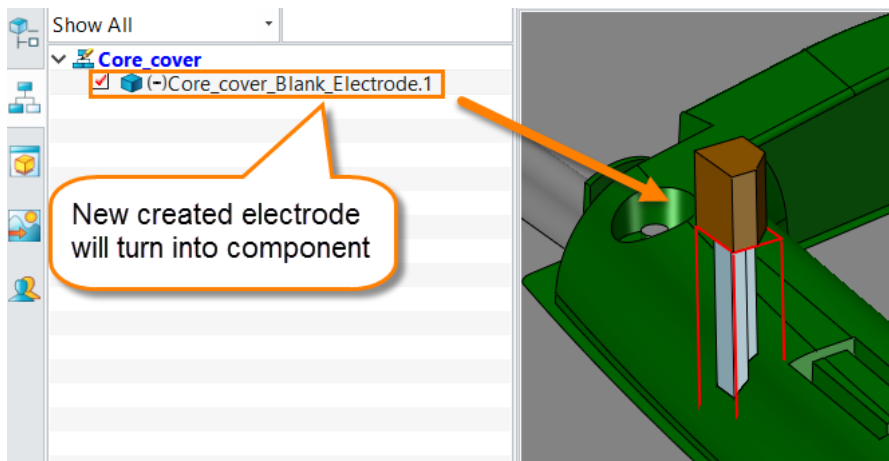 Show All
Core_cover
(-)Core_cover_Blank_Electrode.1
New created electrode
will turn into component